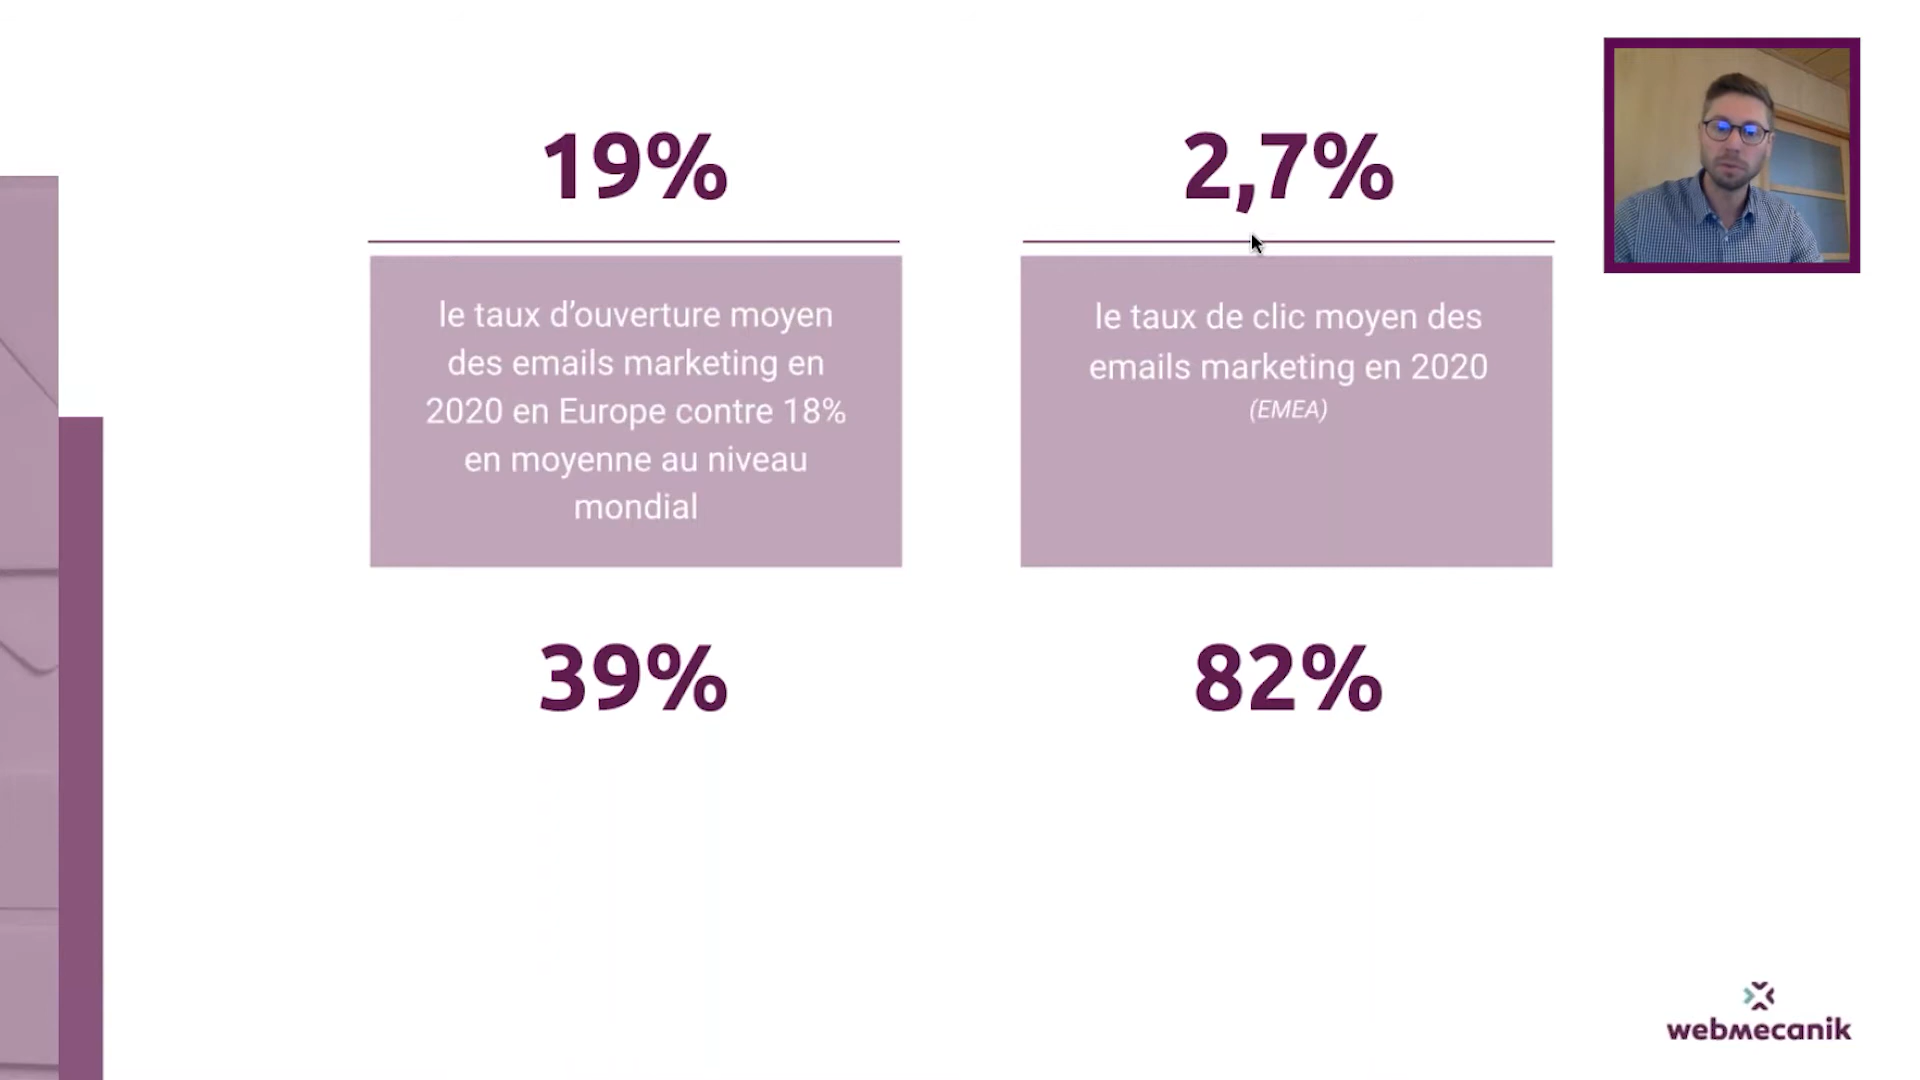 19%
le taux d’ouverture moyen
des emails marketing en
2020 en Europe contre 18%
en moyenne au niveau
mondial
2,7%
le taux de clic moyen des
emails marketing en 2020
(EMEA)
39%
82%
webmecanik